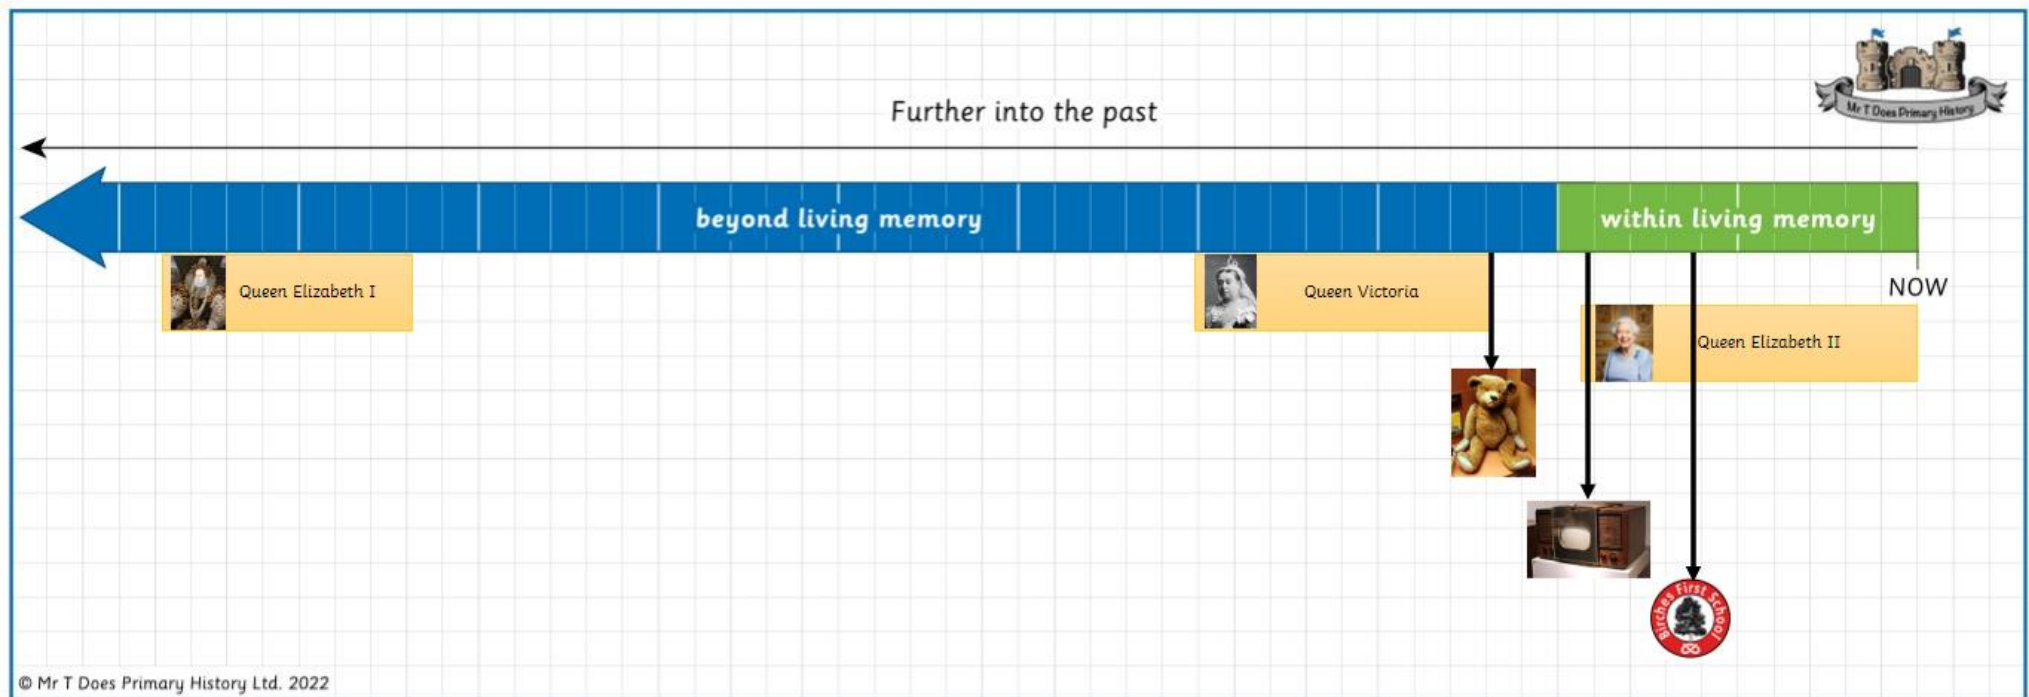 Further into the past
Mr T Does Primary History
beyond living memory
within living memory
NOW
Queen Elizabeth I
Queen Victoria
Queen Elizabeth II
Birches First School
© Mr T Does Primary History Ltd. 2022